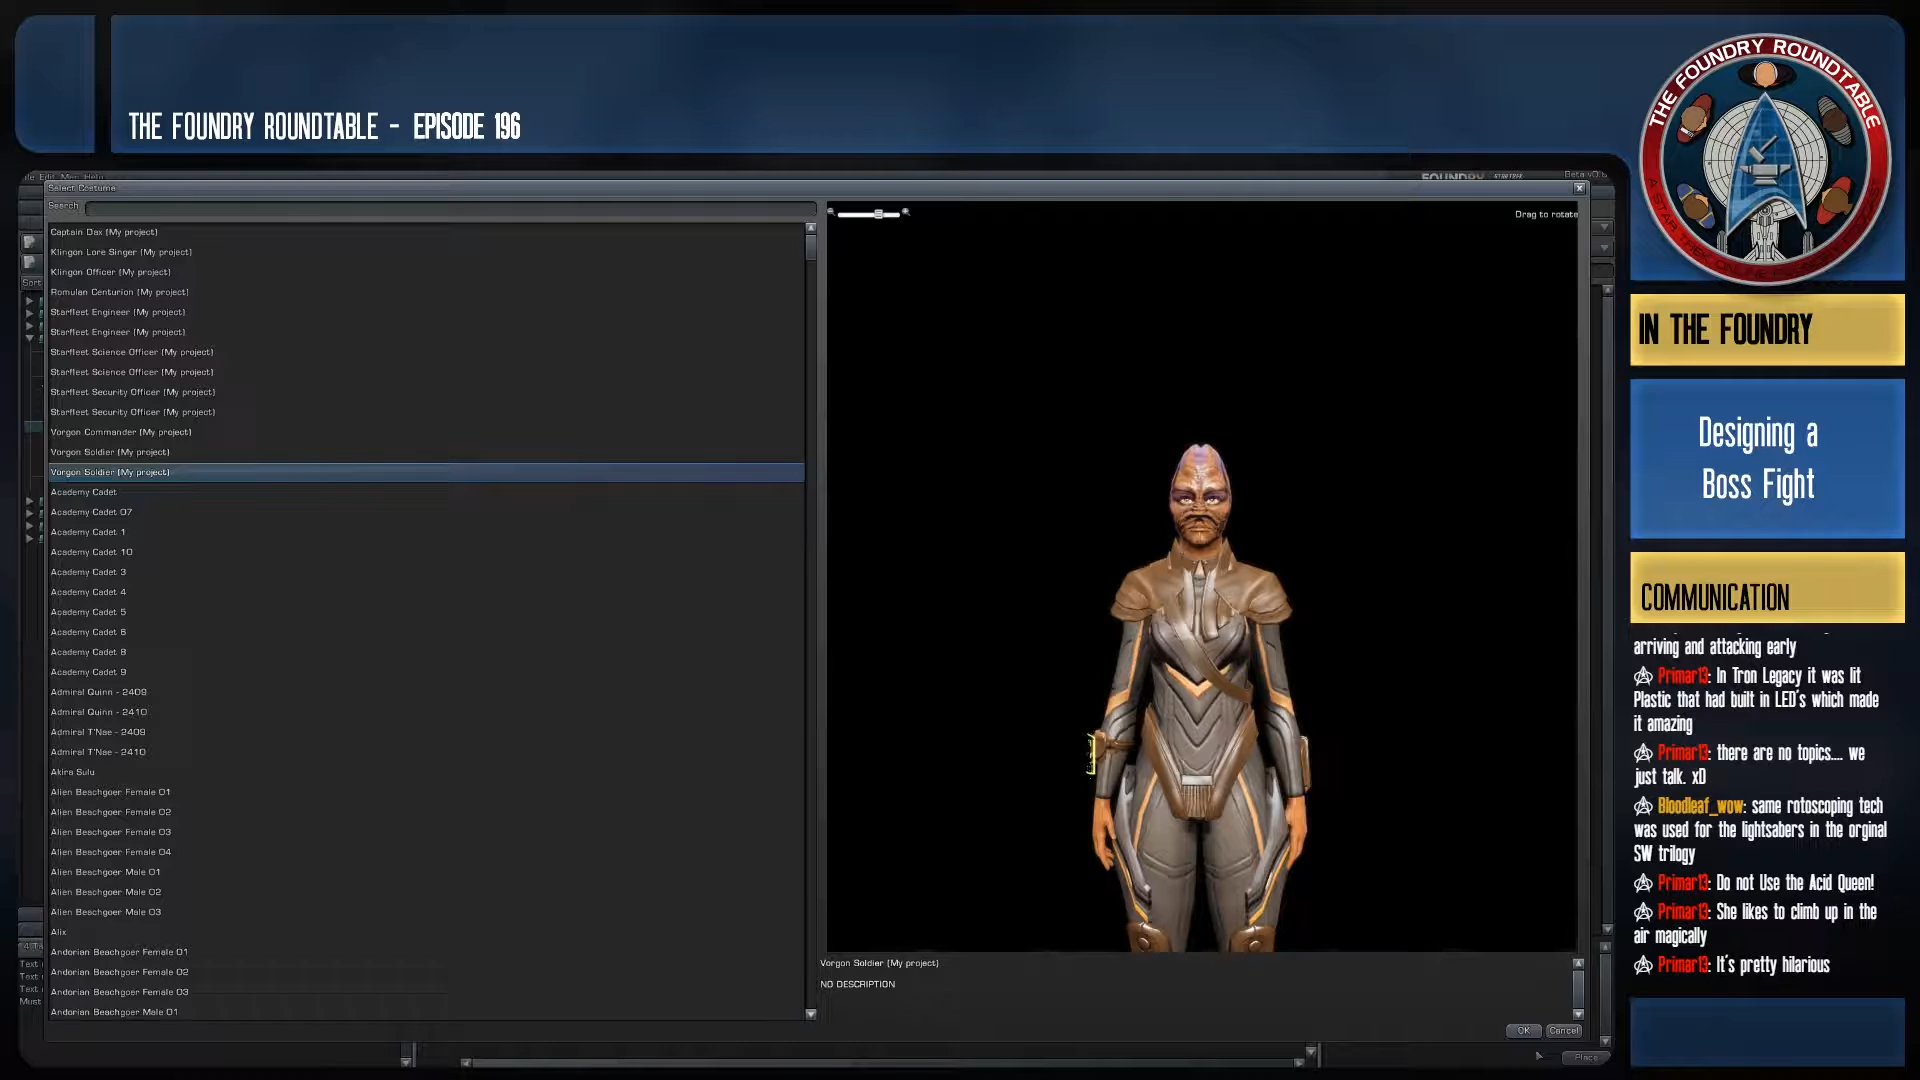 THE FOUNDRY ROUNDTABLE - EPISODE 196
THE FOUNDRY ROUNDTABLE
File Edit Map Help
FOUNDRY
Select Costume
Search
Drag to rotate
Captain Dax (My project)
Klingon Lore Singer (My project)
Klingon Officer (My project)
Romulan Centurion (My project)
Starfleet Engineer (My project)
Starfleet Engineer (My project)
Starfleet Science Officer (My project)
Starfleet Science Officer (My project)
Starfleet Security Officer (My project)
Starfleet Security Officer (My project)
Vorgon Commander (My project)
Vorgon Soldier (My project)
Vorgon Soldier (My project)
Academy Cadet
Academy Cadet 07
Academy Cadet 1
Academy Cadet 10
Academy Cadet 3
Academy Cadet 4
Academy Cadet 5
Academy Cadet 6
Academy Cadet 8
Academy Cadet 9
Admiral Quinn - 2409
Admiral Quinn - 2410
Admiral T'Nae - 2409
Admiral T'Nae - 2410
Akira Sulu
Alien Beachgoer Female 01
Alien Beachgoer Female 02
Alien Beachgoer Female 03
Alien Beachgoer Female 04
Alien Beachgoer Male 01
Alien Beachgoer Male 02
Alien Beachgoer Male 03
Alix
Andorian Beachgoer Female 01
Andorian Beachgoer Female 02
Andorian Beachgoer Female 03
Andorian Beachgoer Male 01
Sort
Text
Text
Text
Must
Vorgon Soldier (My project)
NO DESCRIPTION
OK Cancel
Place
IN THE FOUNDRY
Designing a
Boss Fight
COMMUNICATION
arriving and attacking early
Primar13: In Tron Legacy it was lit
Plastic that had built in LED's which made
it amazing
Primar13: there are no topics.... we
just talk. xD
Bloodleaf_wow: same rotoscoping tech
was used for the lightsabers in the orginal
SW trilogy
Primar13: Do not Use the Acid Queen!
Primar13: She likes to climb up in the
air magically
Primar13: It's pretty hilarious